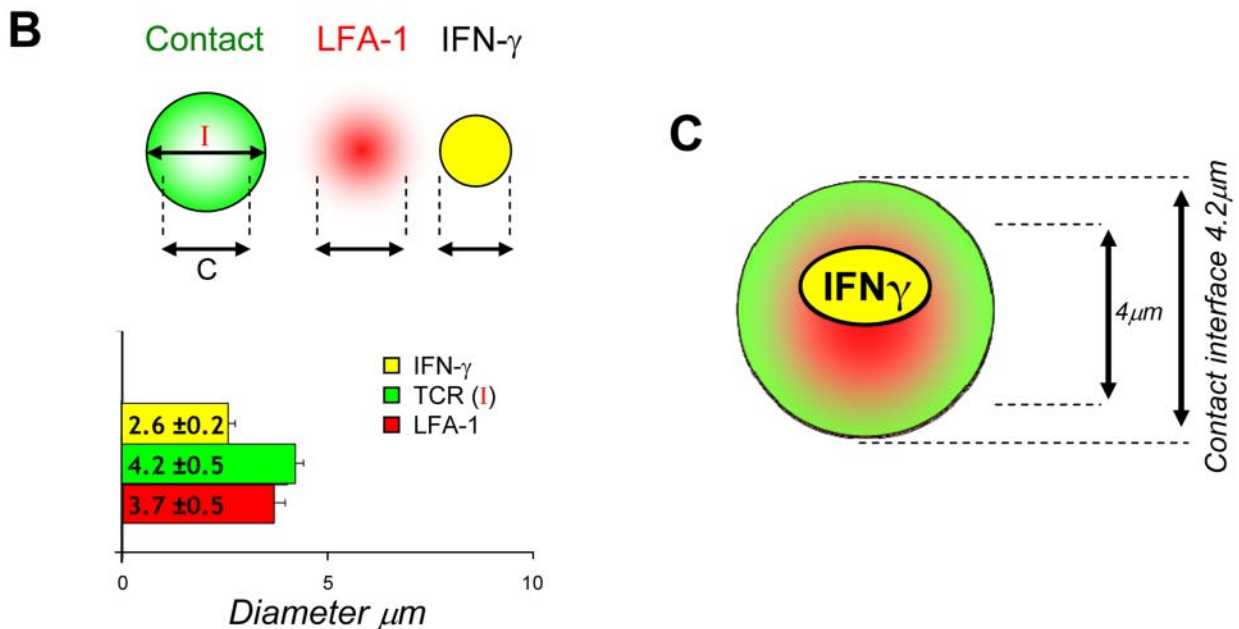 B
Contact LFA-1 IFN-γ
I
C
IFN-γ
TCR (I)
LFA-1
2.6 ±0.2
4.2 ±0.5
3.7 ±0.5
0 5 10
Diameter μm
C
IFNγ
4μm
Contact interface 4.2μm